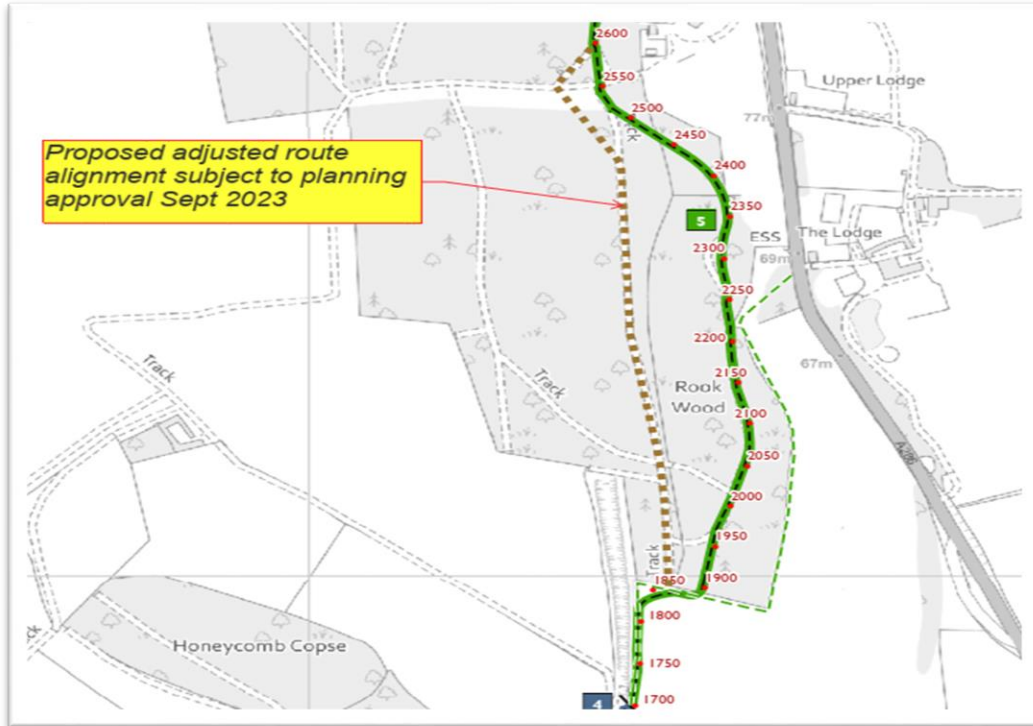 2600
2550
2500
Track
2450
Upper Lodge
77m
Proposed adjusted route
alignment subject to planning
approval Sept 2023
2400
2350
5
ESS
The Lodge
2300
69m
2250
2200
67m
2150
Track
Track
Rook
Wood
2100
2050
A286
2000
1950
Track
1900
1850
1800
Honeycomb Copse
1750
1700
4